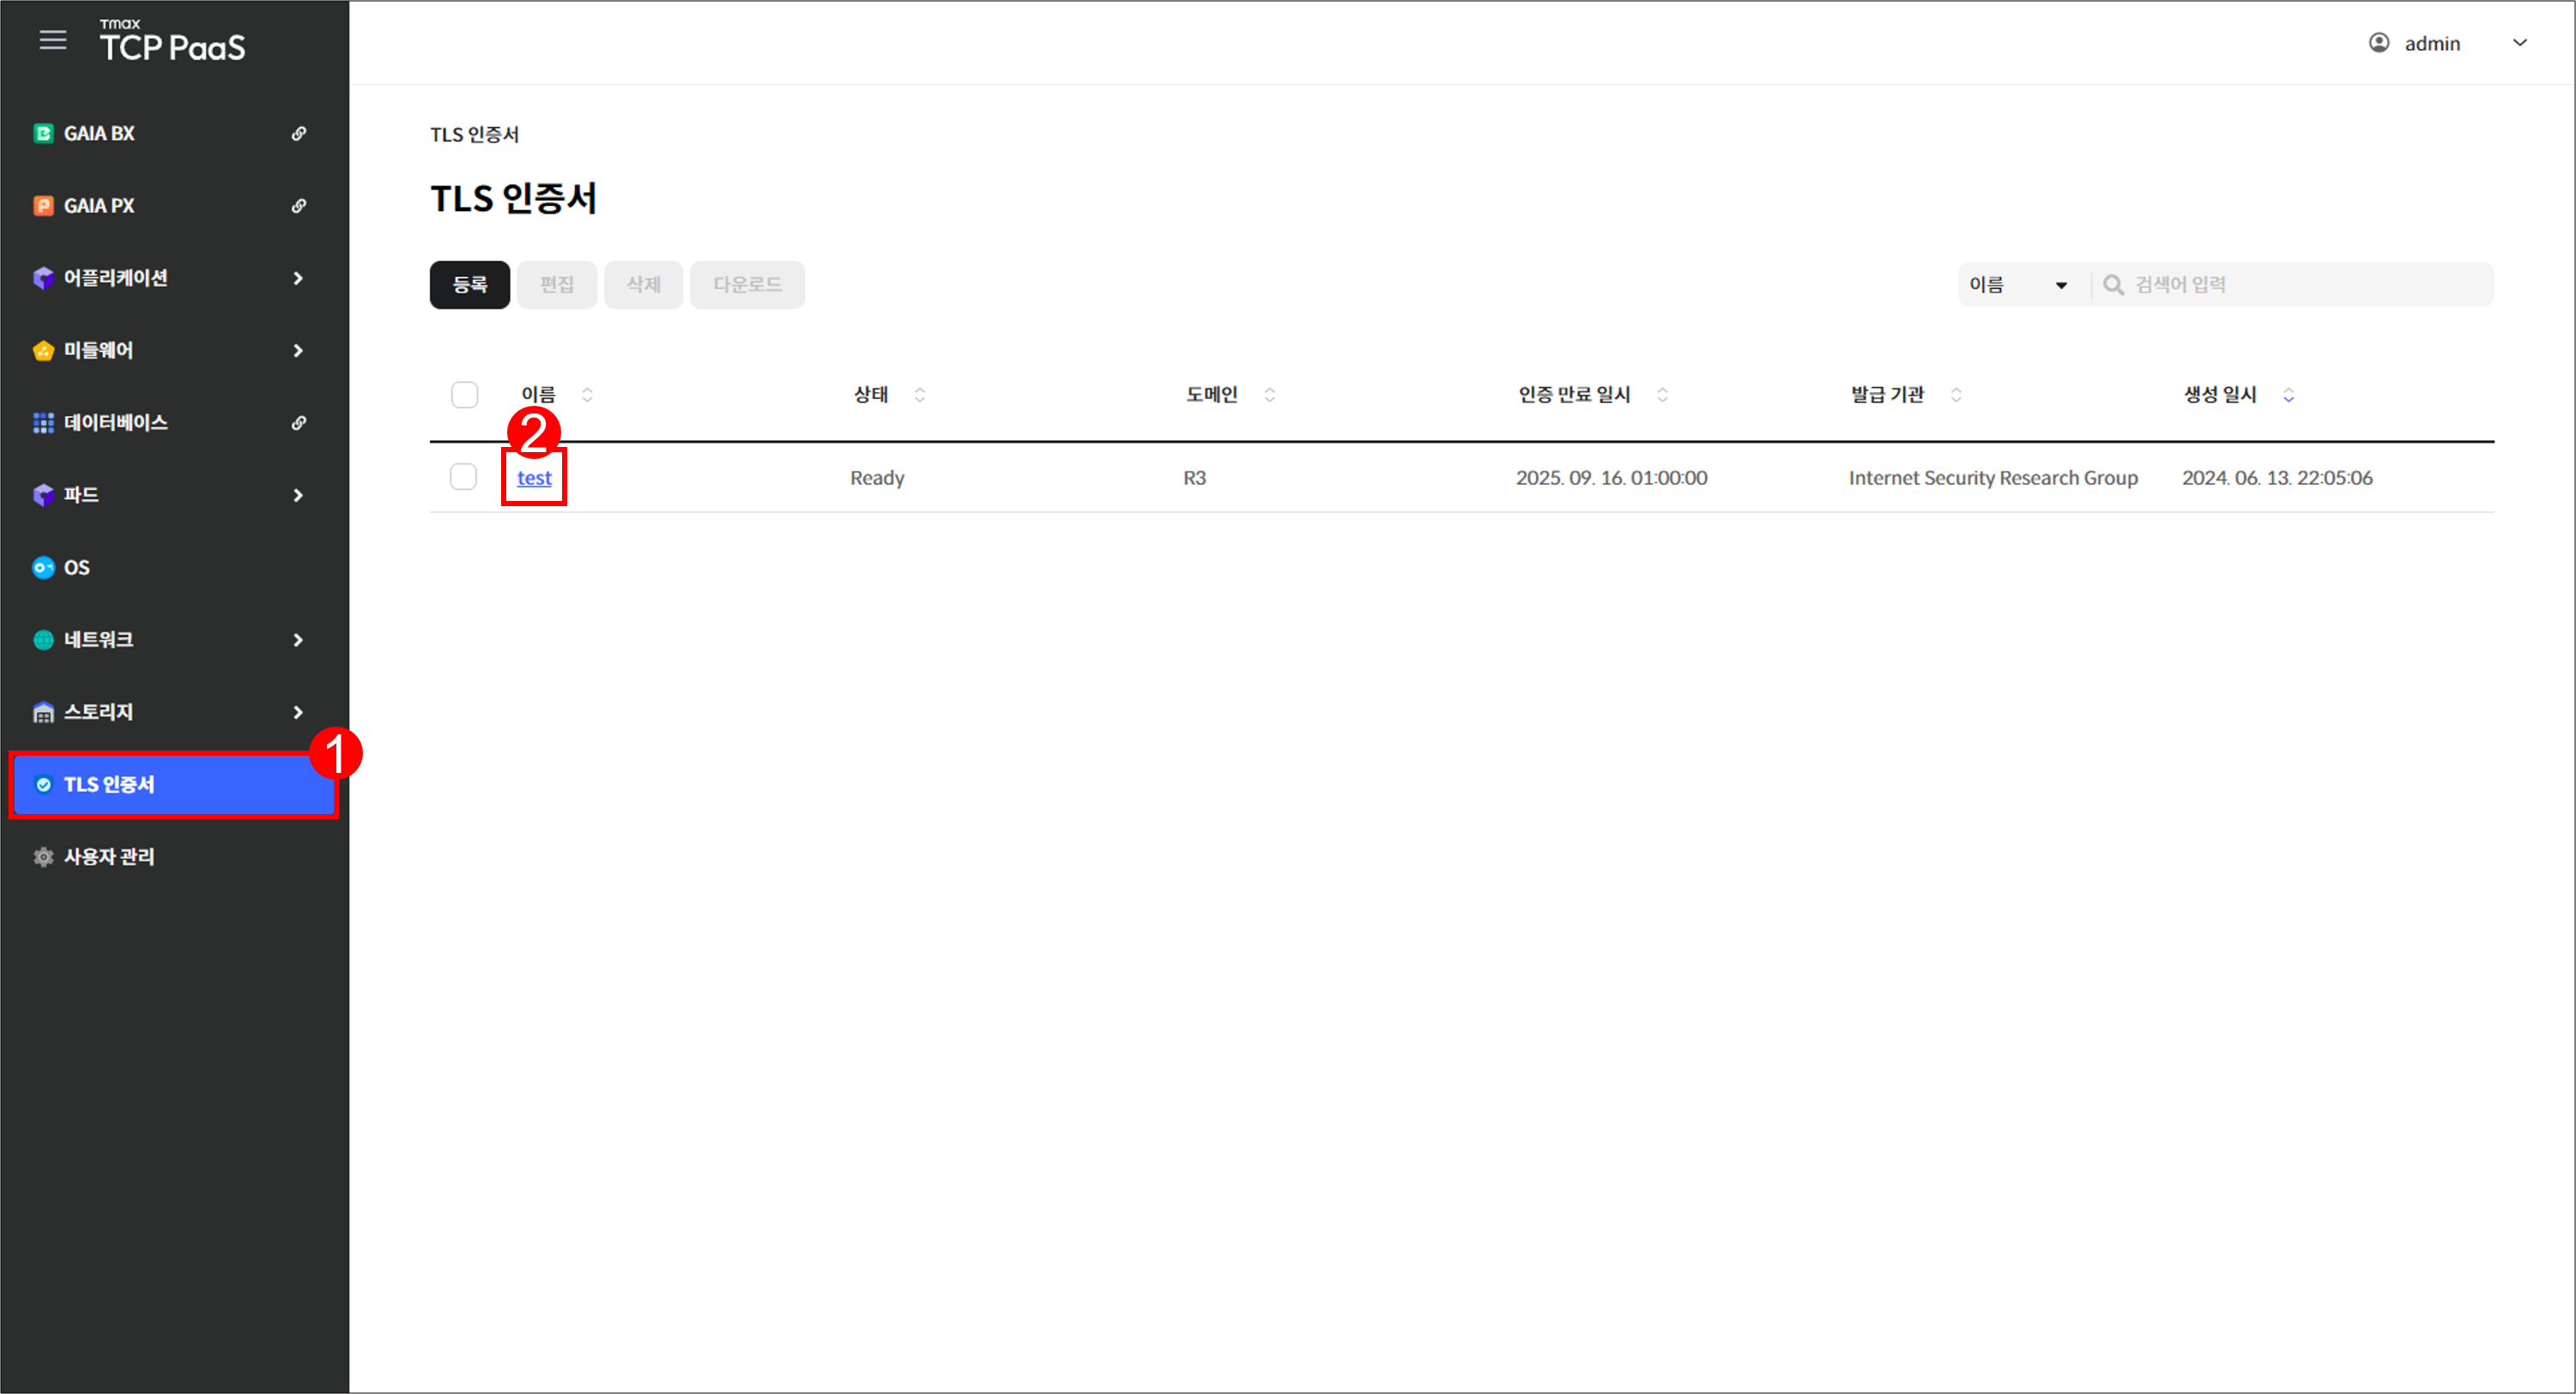 Tmax
TCP PaaS
admin
GAIA BX
GAIA PX
어플리케이션
미들웨어
데이터베이스
파드
OS
네트워크
스토리지
1
TLS 인증서
사용자 관리
TLS 인증서
TLS 인증서
등록 편집 삭제 다운로드
이름 검색어 입력
이름 상태 도메인 인증 만료 일시 발급 기관 생성 일시
2
test Ready R3 2025. 09. 16. 01:00:00 Internet Security Research Group 2024. 06. 13. 22:05:06